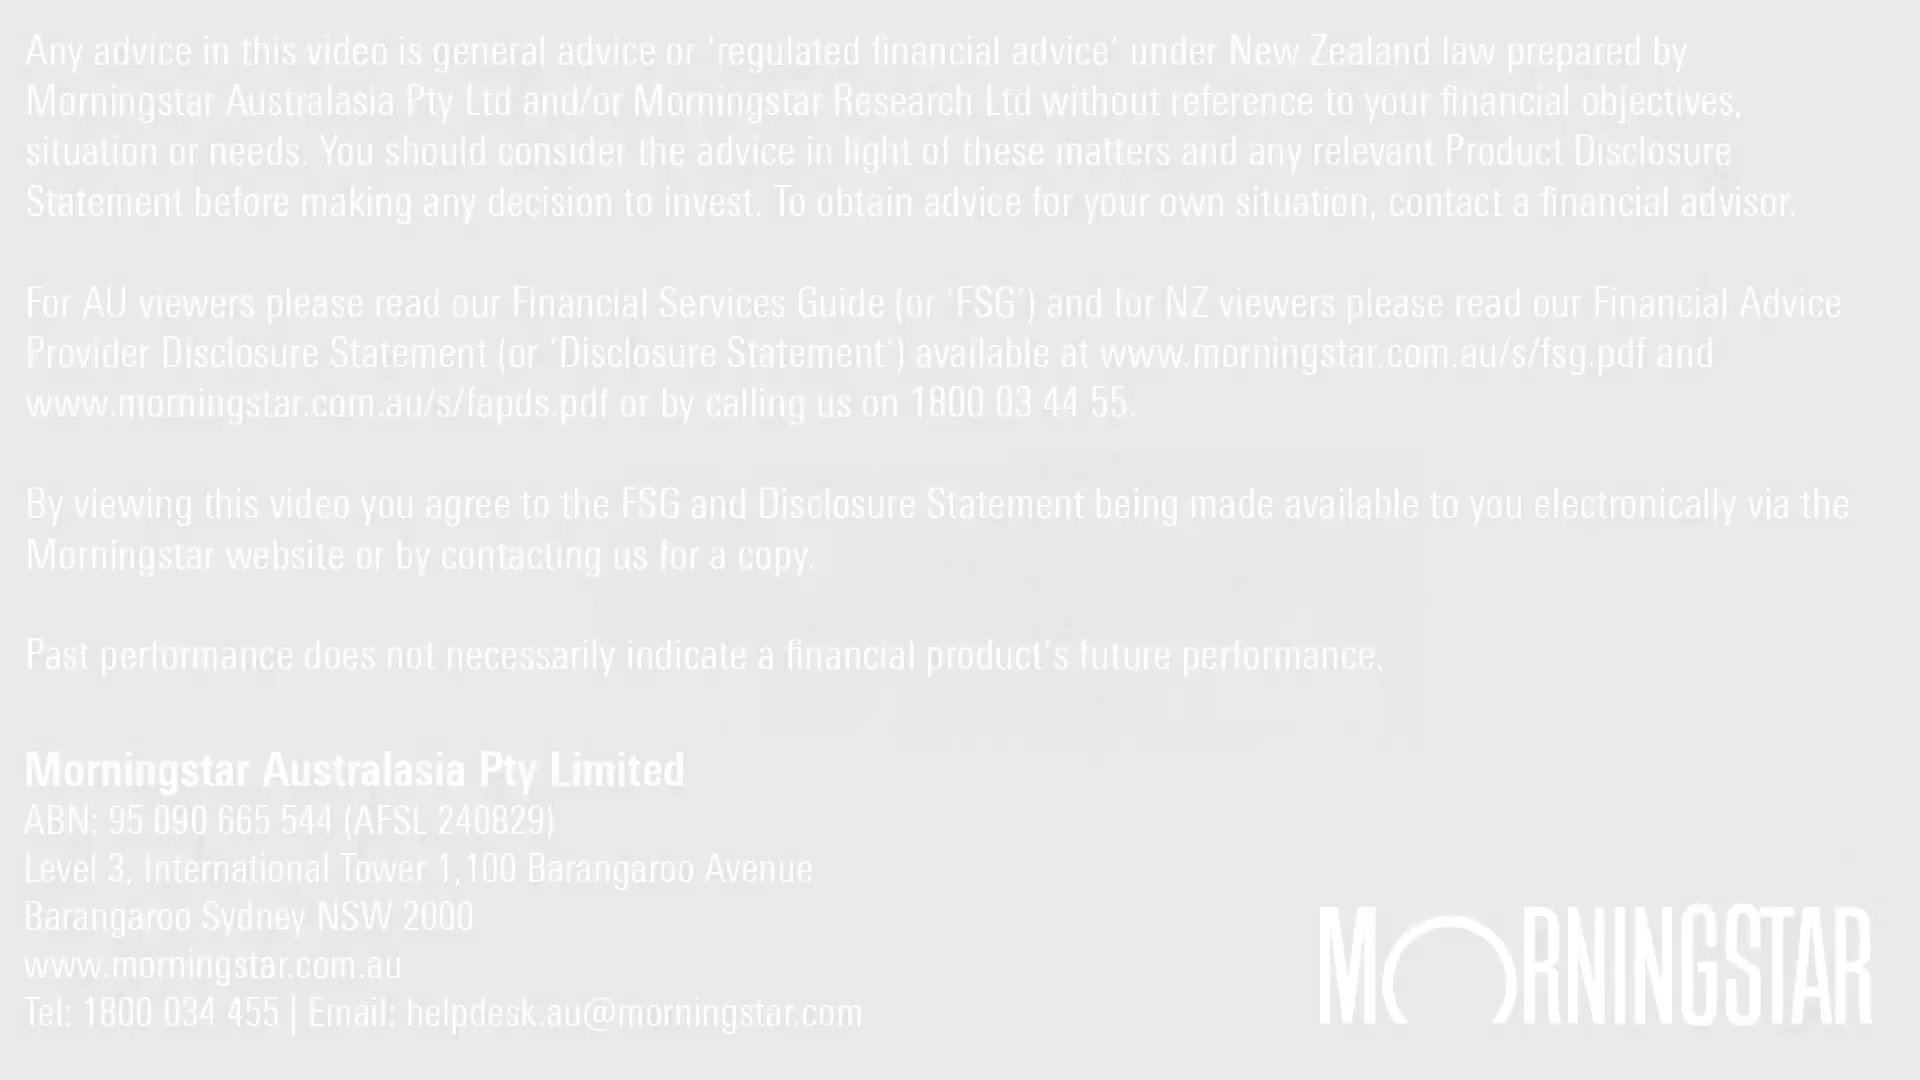 Any advice in this video is general advice or ‘regulated financial advice’ under New Zealand law prepared by
Morningstar Australasia Pty Ltd and/or Morningstar Research Ltd without reference to your financial objectives,
situation or needs. You should consider the advice in light of these matters and any relevant Product Disclosure
Statement before making any decision to invest. To obtain advice for your own situation, contact a financial advisor.
For AU viewers please read our Financial Services Guide (or ‘FSG’) and for NZ viewers please read our Financial Advice
Provider Disclosure Statement (or ‘Disclosure Statement’) available at www.morningstar.com.au/s/fsg.pdf and
www.morningstar.com.au/s/fapds.pdf or by calling us on 1800 03 44 55.
By viewing this video you agree to the FSG and Disclosure Statement being made available to you electronically via the
Morningstar website or by contacting us for a copy.
Past performance does not necessarily indicate a financial product’s future performance.
Morningstar Australasia Pty Limited
ABN: 95 090 665 544 (AFSL 240829)
Level 3, International Tower 1,100 Barangaroo Avenue
Barangaroo Sydney NSW 2000
www.morningstar.com.au
Tel: 1800 034 455 | Email: helpdesk.au@morningstar.com
MORNINGSTAR